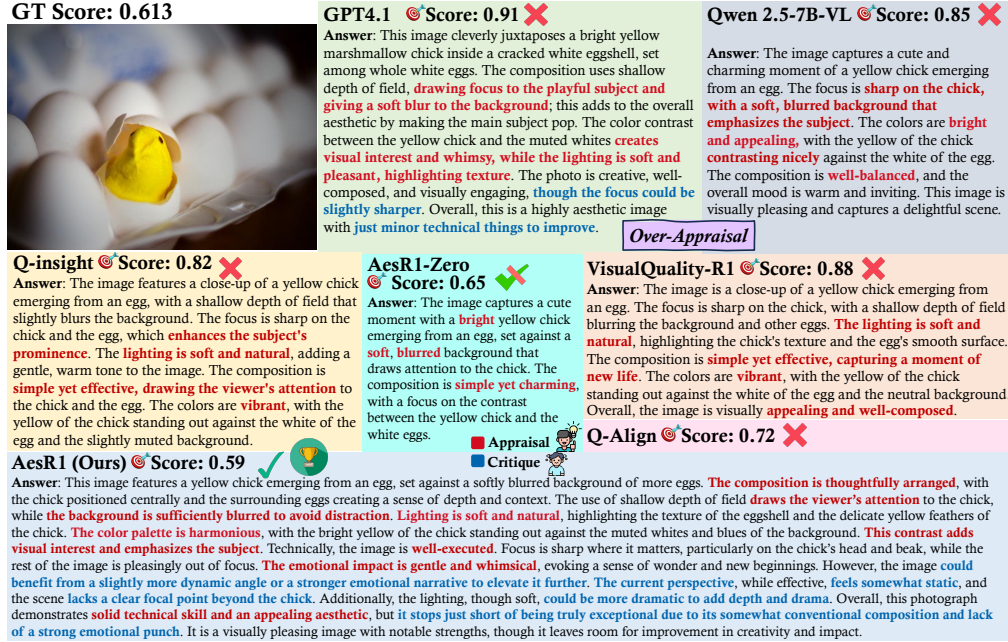 GT Score: 0.613
GPT4.1 Score: 0.91
Answer: This image cleverly juxtaposes a bright yellow
marshmallow chick inside a cracked white eggshell, set
among whole white eggs. The composition uses shallow
depth of field, drawing focus to the playful subject and
giving a soft blur to the background; this adds to the overall
aesthetic by making the main subject pop. The color contrast
between the yellow chick and the muted whites creates
visual interest and whimsy, while the lighting is soft and
pleasant, highlighting texture. The photo is creative, well-
composed, and visually engaging, though the focus could be
slightly sharper. Overall, this is a highly aesthetic image
with just minor technical things to improve.
Qwen 2.5-7B-VL Score: 0.85
Answer: The image captures a cute and
charming moment of a yellow chick emerging
from an egg. The focus is sharp on the chick,
with a soft, blurred background that
emphasizes the subject. The colors are bright
and appealing, with the yellow of the chick
contrasting nicely against the white of the egg.
The composition is well-balanced, and the
overall mood is warm and inviting. This image is
visually pleasing and captures a delightful scene.
Over-Appraisal
Q-insight Score: 0.82
Answer: The image features a close-up of a yellow chick
emerging from an egg, with a shallow depth of field that
slightly blurs the background. The focus is sharp on the
chick and the egg, which enhances the subject's
prominence. The lighting is soft and natural, adding a
gentle, warm tone to the image. The composition is
simple yet effective, drawing the viewer's attention to
the chick and the egg. The colors are vibrant, with the
yellow of the chick standing out against the white of the
egg and the slightly muted background.
AesR1-Zero
Score: 0.65
Answer: The image captures a cute
moment with a bright yellow chick
emerging from an egg, set against a
soft, blurred background that
draws attention to the chick. The
composition is simple yet charming,
with a focus on the contrast
between the yellow chick and the
white eggs.
Appraisal
Critique
VisualQuality-R1 Score: 0.88
Answer: The image is a close-up of a yellow chick emerging from
an egg. The focus is sharp on the chick, with a shallow depth of field
blurring the background and other eggs. The lighting is soft and
natural, highlighting the chick's texture and the egg's smooth surface.
The composition is simple yet effective, capturing a moment of
new life. The colors are vibrant, with the yellow of the chick
standing out against the white of the egg and the neutral background.
Overall, the image is visually appealing and well-composed.
Q-Align Score: 0.72
AesR1 (Ours) Score: 0.59
Answer: This image features a yellow chick emerging from an egg, set against a softly blurred background of more eggs. The composition is thoughtfully arranged, with
the chick positioned centrally and the surrounding eggs creating a sense of depth and context. The use of shallow depth of field draws the viewer's attention to the chick,
while the background is sufficiently blurred to avoid distraction. Lighting is soft and natural, highlighting the texture of the eggshell and the delicate yellow feathers of
the chick. The color palette is harmonious, with the bright yellow of the chick standing out against the muted whites and blues of the background. This contrast adds
visual interest and emphasizes the subject. Technically, the image is well-executed. Focus is sharp where it matters, particularly on the chick's head and beak, while the
rest of the image is pleasingly out of focus. The emotional impact is gentle and whimsical, evoking a sense of wonder and new beginnings. However, the image could
benefit from a slightly more dynamic angle or a stronger emotional narrative to elevate it further. The current perspective, while effective, feels somewhat static, and
the scene lacks a clear focal point beyond the chick. Additionally, the lighting, though soft, could be more dramatic to add depth and drama. Overall, this photograph
demonstrates solid technical skill and an appealing aesthetic, but it stops just short of being truly exceptional due to its somewhat conventional composition and lack
of a strong emotional punch. It is a visually pleasing image with notable strengths, though it leaves room for improvement in creativity and impact.